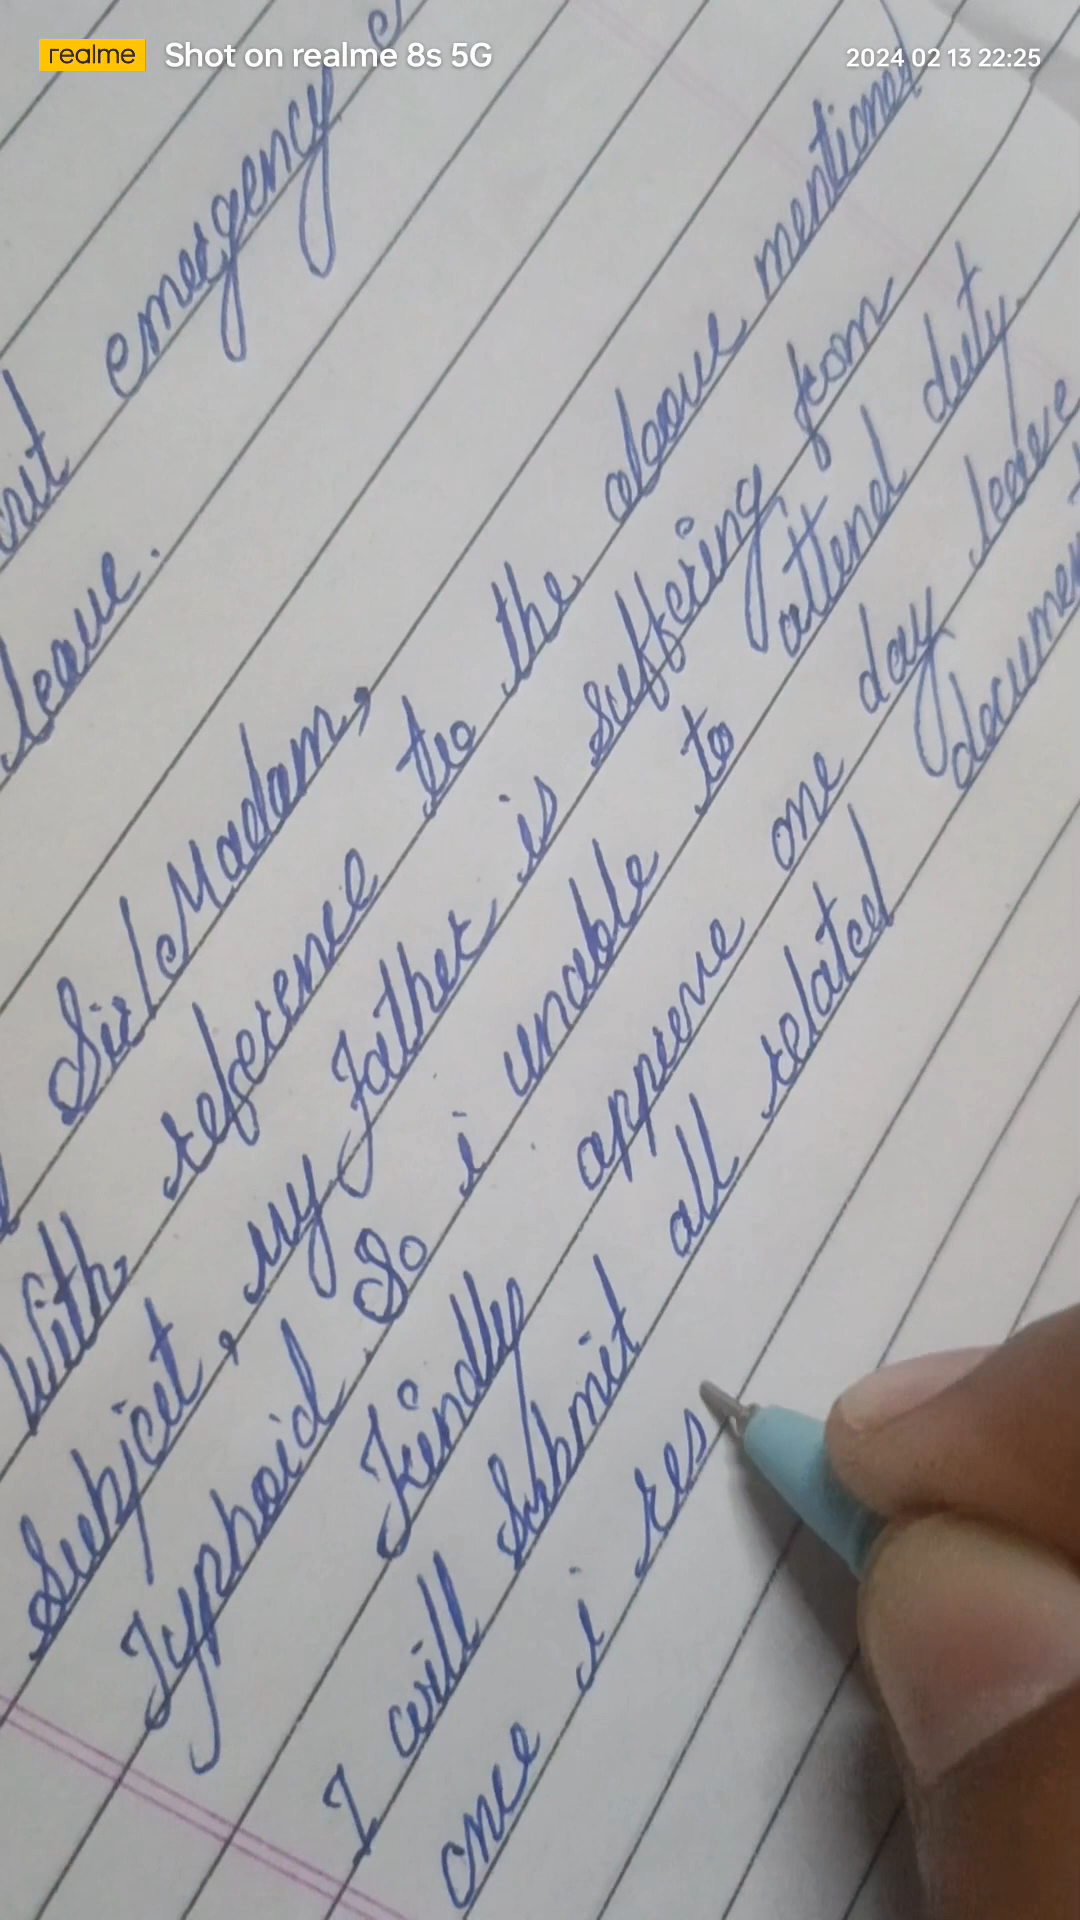 realme Shot on realme 8s 5G
2024 02 13 22:25
emergency
leave.
Sir/Madam,
With reference to the above mentioned
Subject, my Father is suffering from
Typhoid. So i unable to attend duty.
Kindly approve one day leave
I will Submit all related
once i res